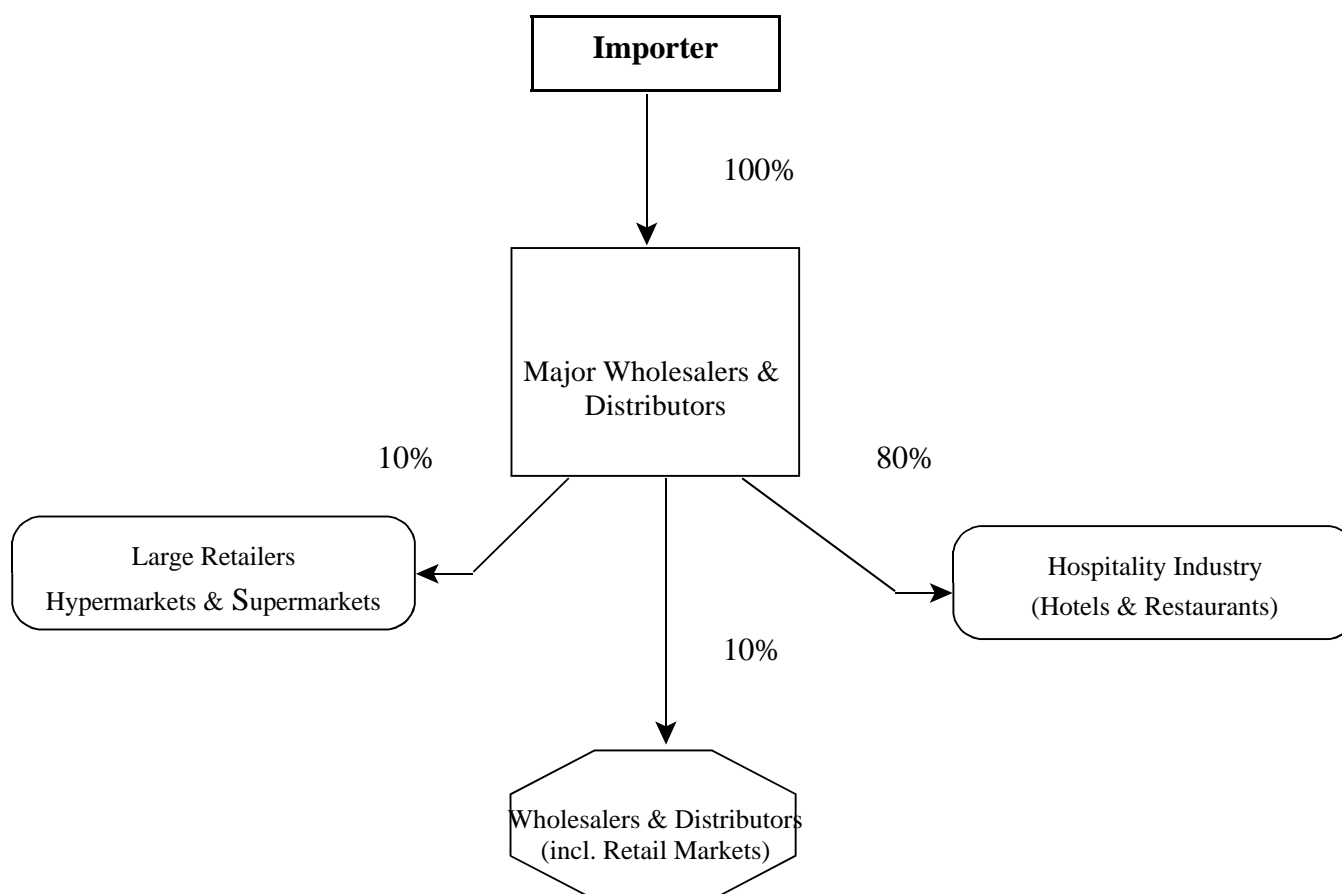 Importer
100%
Major Wholesalers &
Distributors
10%
80%
Large Retailers
Hypermarkets & Supermarkets
Hospitality Industry
(Hotels & Restaurants)
10%
Wholesalers & Distributors
(incl. Retail Markets)